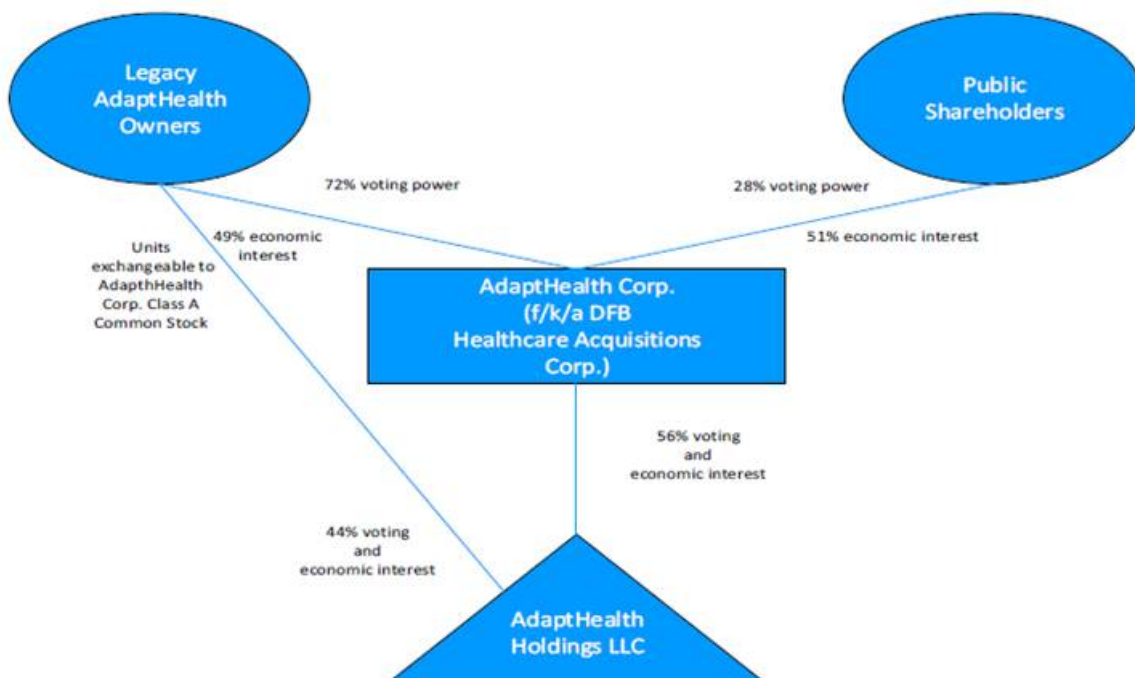 Legacy
AdaptHealth
Owners
Public
Shareholders
72% voting power
28% voting power
49% economic
interest
51% economic interest
Units
exchangeable to
AdapthHealth
Corp. Class A
Common Stock
AdaptHealth Corp.
(f/k/a DFB
Healthcare Acquisitions
Corp.)
56% voting
and
economic interest
44% voting
and
economic interest
AdaptHealth
Holdings LLC